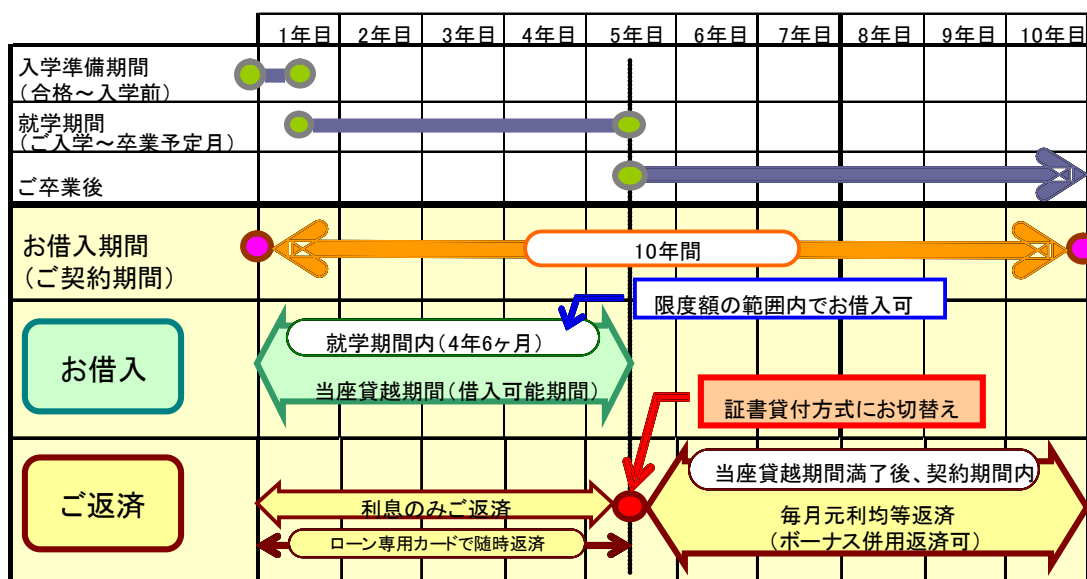 1年目 2年目 3年目 4年目 5年目 6年目 7年目 8年目 9年目 10年目
入学準備期間
(合格～入学前)
就学期間
(ご入学～卒業予定月)
ご卒業後
お借入期間
(ご契約期間)
10年間
限度額の範囲内でお借入可
お借入
就学期間内(4年6ヶ月)
当座貸越期間(借入可能期間)
証書貸付方式にお切替え
ご返済
当座貸越期間満了後、契約期間内
利息のみご返済
毎月元利均等返済
(ボーナス併用返済可)
ローン専用カードで随時返済